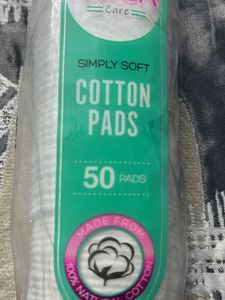 Care
SIMPLY SOFT
COTTON
PADS
50 PADS
MADE FROM
100% NATURAL COTTON